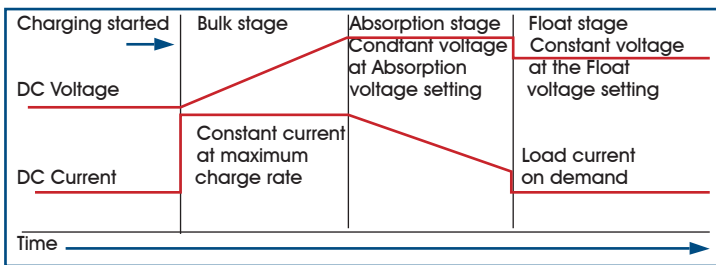 Charging started
Bulk stage
Absorption stage
Condtant voltage
at Absorption
voltage setting
Float stage
Constant voltage
at the Float
voltage setting
DC Voltage
Constant current
at maximum
charge rate
Load current
on demand
DC Current
Time